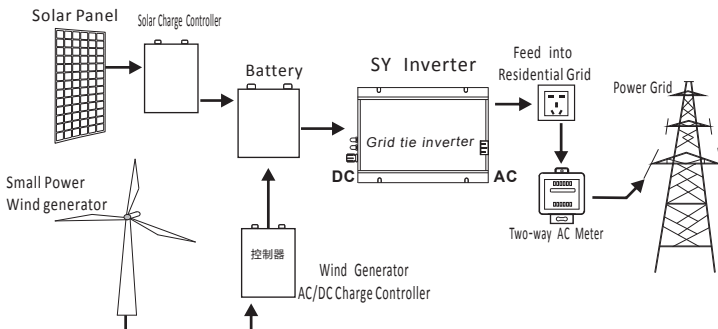 Solar Panel
Solar Charge Controller
Battery
SY Inverter
Feed into
Residential Grid
Power Grid
Grid tie inverter
DC
AC
Small Power
Wind generator
Two-way AC Meter
控制器
Wind Generator
AC/DC Charge Controller